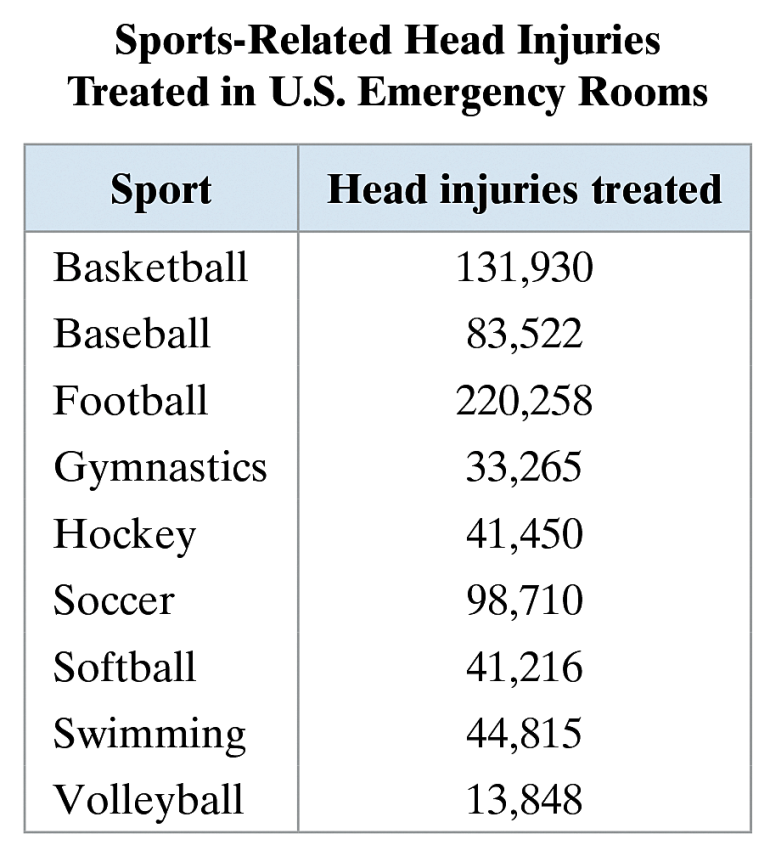 Sports-Related Head Injuries
Treated in U.S. Emergency Rooms
Sport Head injuries treated
Basketball 131,930
Baseball 83,522
Football 220,258
Gymnastics 33,265
Hockey 41,450
Soccer 98,710
Softball 41,216
Swimming 44,815
Volleyball 13,848